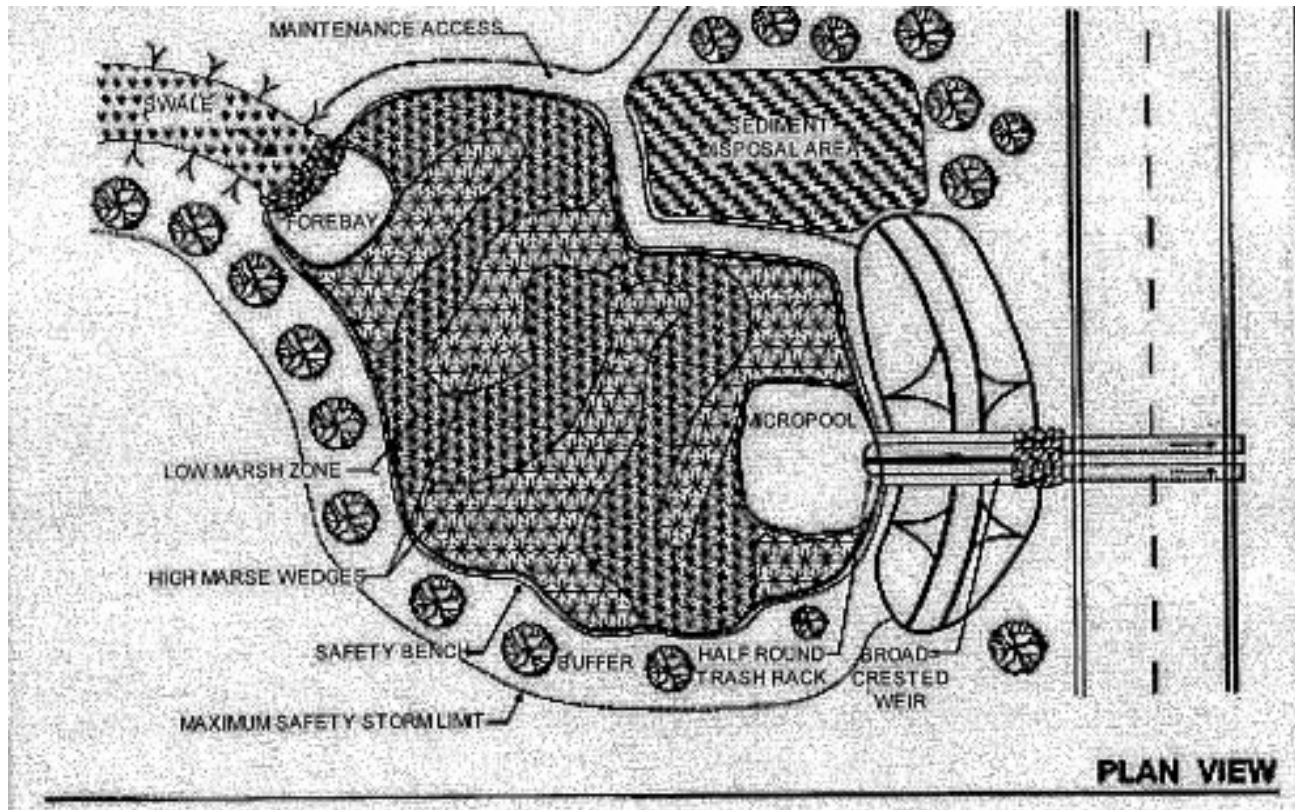 MAINTENANCE ACCESS
SWALE
SEDIMENT
DISPOSAL AREA
FOREBAY
MICROPOOL
LOW MARSH ZONE
HIGH MARSE WEDGES
SAFETY BENCH
BUFFER
HALF ROUND
TRASH RACK
BROAD-
CRESTED
WEIR
MAXIMUM SAFETY STORM LIMIT
PLAN VIEW